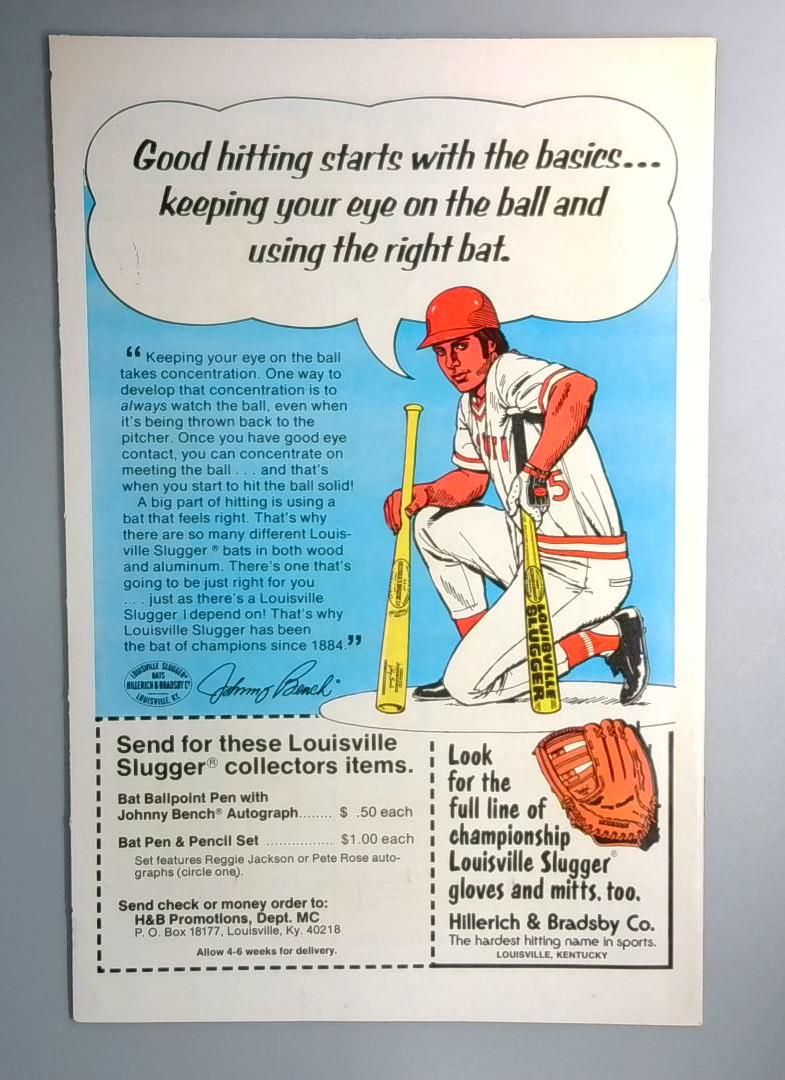 Good hitting starts with the basics...
keeping your eye on the ball and
using the right bat.
“ Keeping your eye on the ball
takes concentration. One way to
develop that concentration is to
always watch the ball, even when
it's being thrown back to the
pitcher. Once you have good eye
contact, you can concentrate on
meeting the ball . . . and that's
when you start to hit the ball solid!
A big part of hitting is using a
bat that feels right. That's why
there are so many different Louis-
ville Slugger ® bats in both wood
and aluminum. There's one that's
going to be just right for you
. . . just as there's a Louisville
Slugger I depend on! That's why
Louisville Slugger has been
the bat of champions since 1884.”
LOUISVILLE SLUGGER
BATS
HILLERICH & BRADSBY Co
LOUISVILLE, KY.
Johnny Bench®
5
LOUISVILLE
SLUGGER
Send for these Louisville
Slugger® collectors items.
Bat Ballpoint Pen with
Johnny Bench® Autograph........ $ .50 each
Bat Pen & Pencil Set ................ $1.00 each
Set features Reggie Jackson or Pete Rose auto-
graphs (circle one).
Send check or money order to:
H&B Promotions, Dept. MC
P. O. Box 18177, Louisville, Ky. 40218
Allow 4-6 weeks for delivery.
Look
for the
full line of
championship
Louisville Slugger®
gloves and mitts, too.
Hillerich & Bradsby Co.
The hardest hitting name in sports.
LOUISVILLE, KENTUCKY